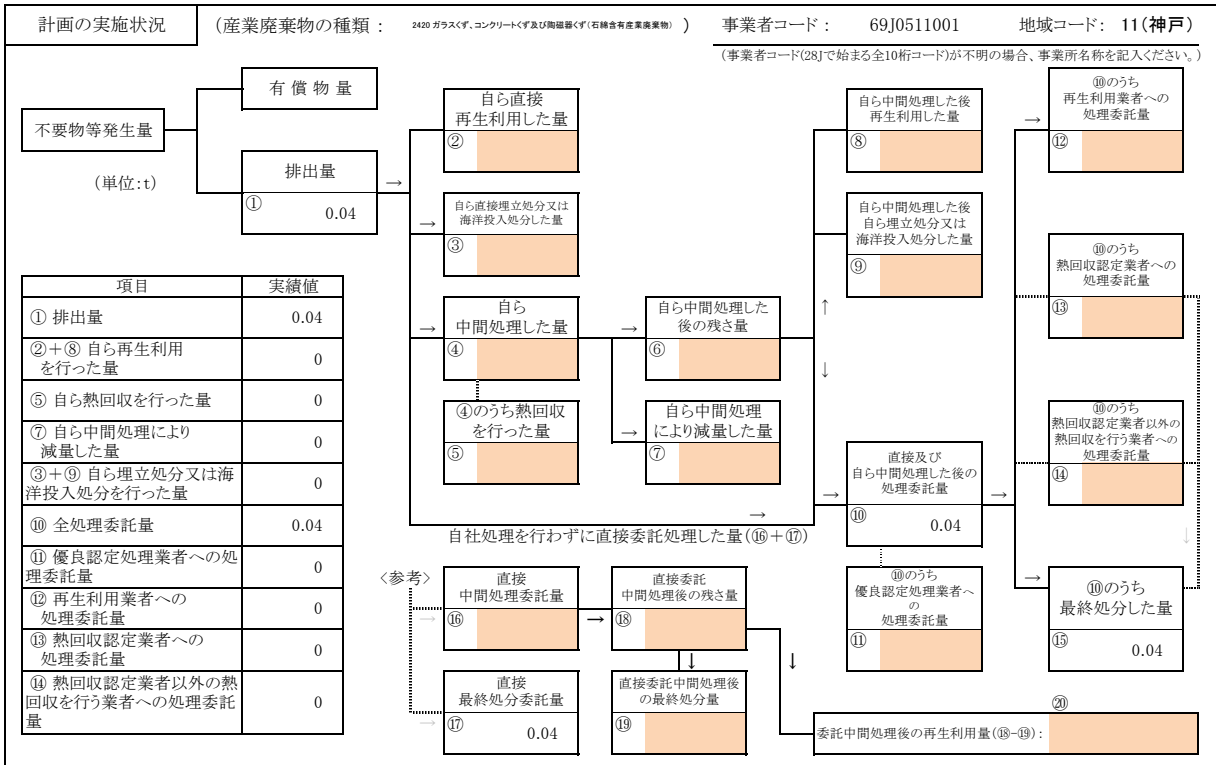 計画の実施状況 (産業廃棄物の種類： 2420 ガラスくず、コンクリートくず及び陶磁器くず(石綿含有産業廃棄物) ) 事業者コード： 69J0511001 地域コード： 11(神戸)
(事業者コード(28Jで始まる全10桁コード)が不明の場合、事業所名称を記入ください。)
不要物等発生量
(単位:t)
有償物量
排出量
① 0.04
→
自ら直接
再生利用した量
②
→
自ら直接埋立処分又は
海洋投入処分した量
③
→
自ら
中間処理した量
④
④のうち熱回収
を行った量
⑤
→
自ら中間処理した
後の残さ量
⑥
→
自ら中間処理
により減量した量
⑦
自ら中間処理した後
再生利用した量
⑧
自ら中間処理した後
自ら埋立処分又は
海洋投入処分した量
⑨
↑
↓
→
自社処理を行わずに直接委託処理した量(⑯+⑰)
→
直接及び
自ら中間処理した後の
処理委託量
⑩ 0.04
→
⑩のうち
優良認定処理業者へ
の
処理委託量
⑪
→
⑩のうち
再生利用業者への
処理委託量
⑫
⑩のうち
熱回収認定業者への
処理委託量
⑬
⑩のうち
熱回収認定業者以外の
熱回収を行う業者への
処理委託量
⑭
↓
→
⑩のうち
最終処分した量
⑮ 0.04
項目 実績値
① 排出量 0.04
②+⑧ 自ら再生利用
を行った量 0
⑤ 自ら熱回収を行った量 0
⑦ 自ら中間処理により
減量した量 0
③+⑨ 自ら埋立処分又は海
洋投入処分を行った量 0
⑩ 全処理委託量 0.04
⑪ 優良認定処理業者への処
理委託量 0
⑫ 再生利用業者への
処理委託量 0
⑬ 熱回収認定業者への
処理委託量 0
⑭ 熱回収認定業者以外の熱
回収を行う業者への処理委託
量 0
〈参考〉
→
直接
中間処理委託量
⑯
→
直接委託
中間処理後の残さ量
⑱
↓
↓
→
直接
最終処分委託量
⑰ 0.04
直接委託中間処理後
の最終処分量
⑲
⑳
委託中間処理後の再生利用量(⑱-⑲)：